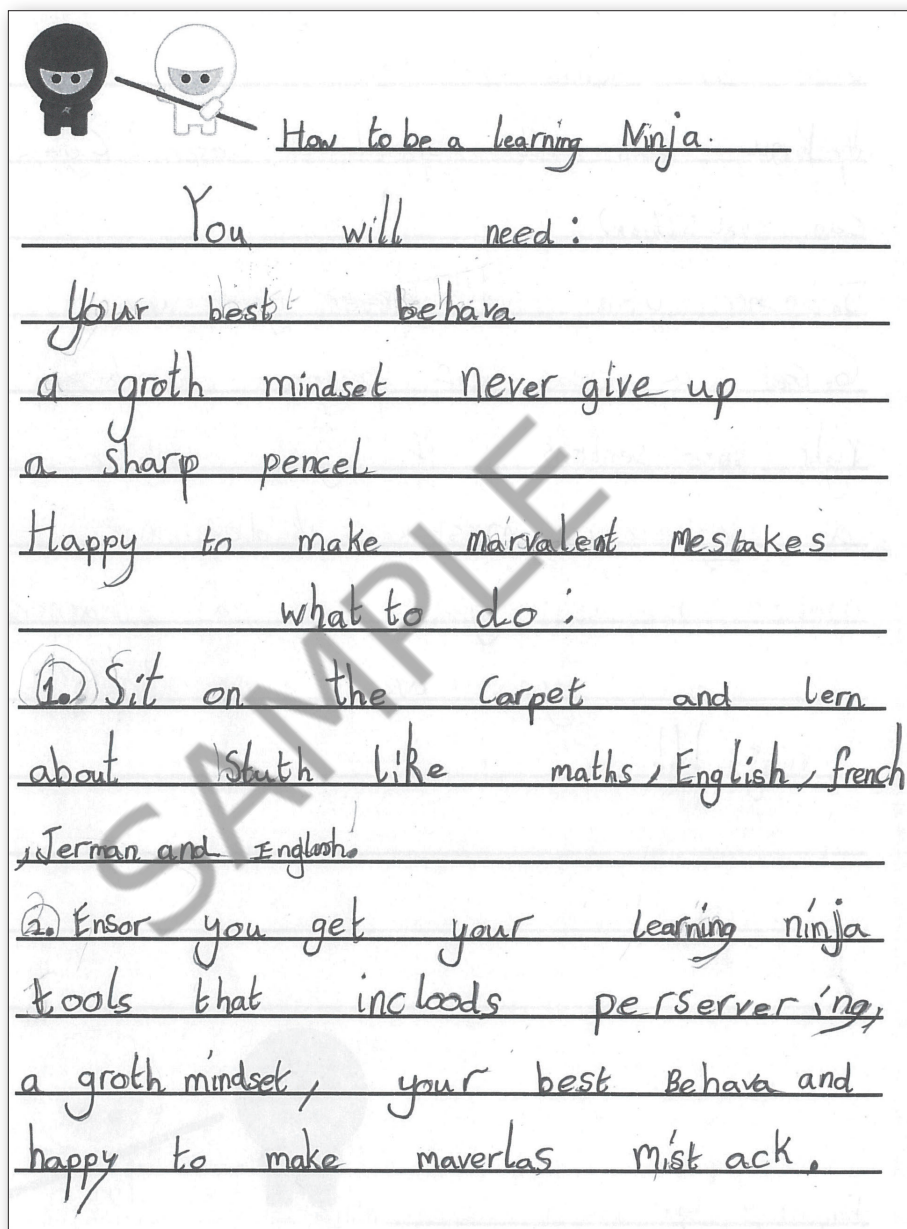 How to be a learning Ninja.
You will need:
Your best behava
a groth mindset never give up
a sharp pencel
Happy to make marvalent mestakes
what to do:
1. Sit on the Carpet and lern
about Stuth like maths, English, french
, Jerman and Engloosh.
2. Ensor you get your learning ninja
tools that incloods perservering,
a groth mindset, your best Behava and
happy to make maverlas mist ack.
SAMPLE